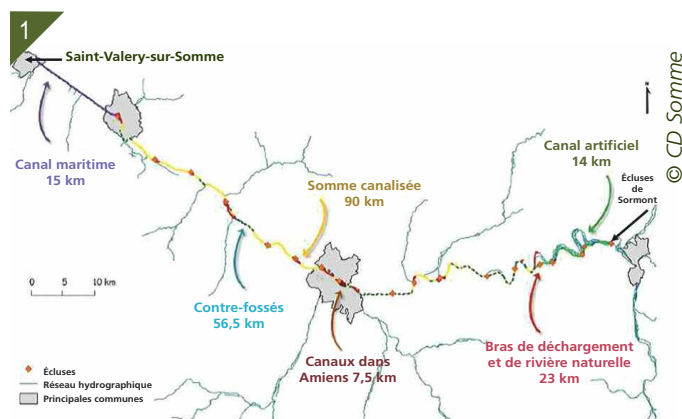 1
Saint-Valery-sur-Somme
© CD Somme
Canal maritime
15 km
Canal artificiel
14 km
Écluses
de
Sormont
Somme canalisée
90 km
0 5 10 km
Contre-fossés
56,5 km
Canaux dans
Amiens 7,5 km
Bras de déchargement
et de rivière naturelle
23 km
Écluses
Réseau hydrographique
Principales communes